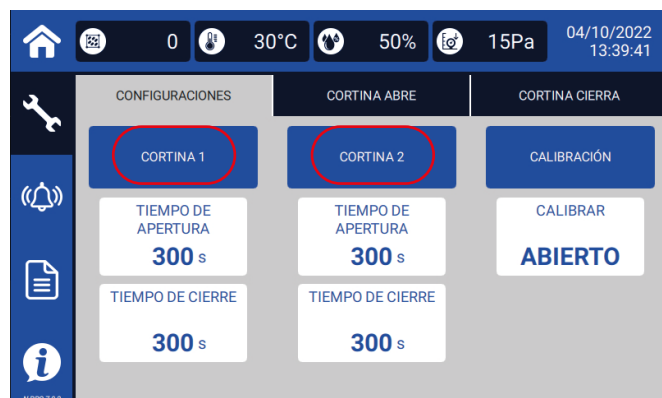 0
30°C
50%
15Pa
04/10/2022
13:39:41
CONFIGURACIONES
CORTINA ABRE
CORTINA CIERRA
CORTINA 1
CORTINA 2
CALIBRACIÓN
TIEMPO DE
APERTURA
300 s
TIEMPO DE
APERTURA
300 s
CALIBRAR
ABIERTO
TIEMPO DE CIERRE
300 s
TIEMPO DE CIERRE
300 s